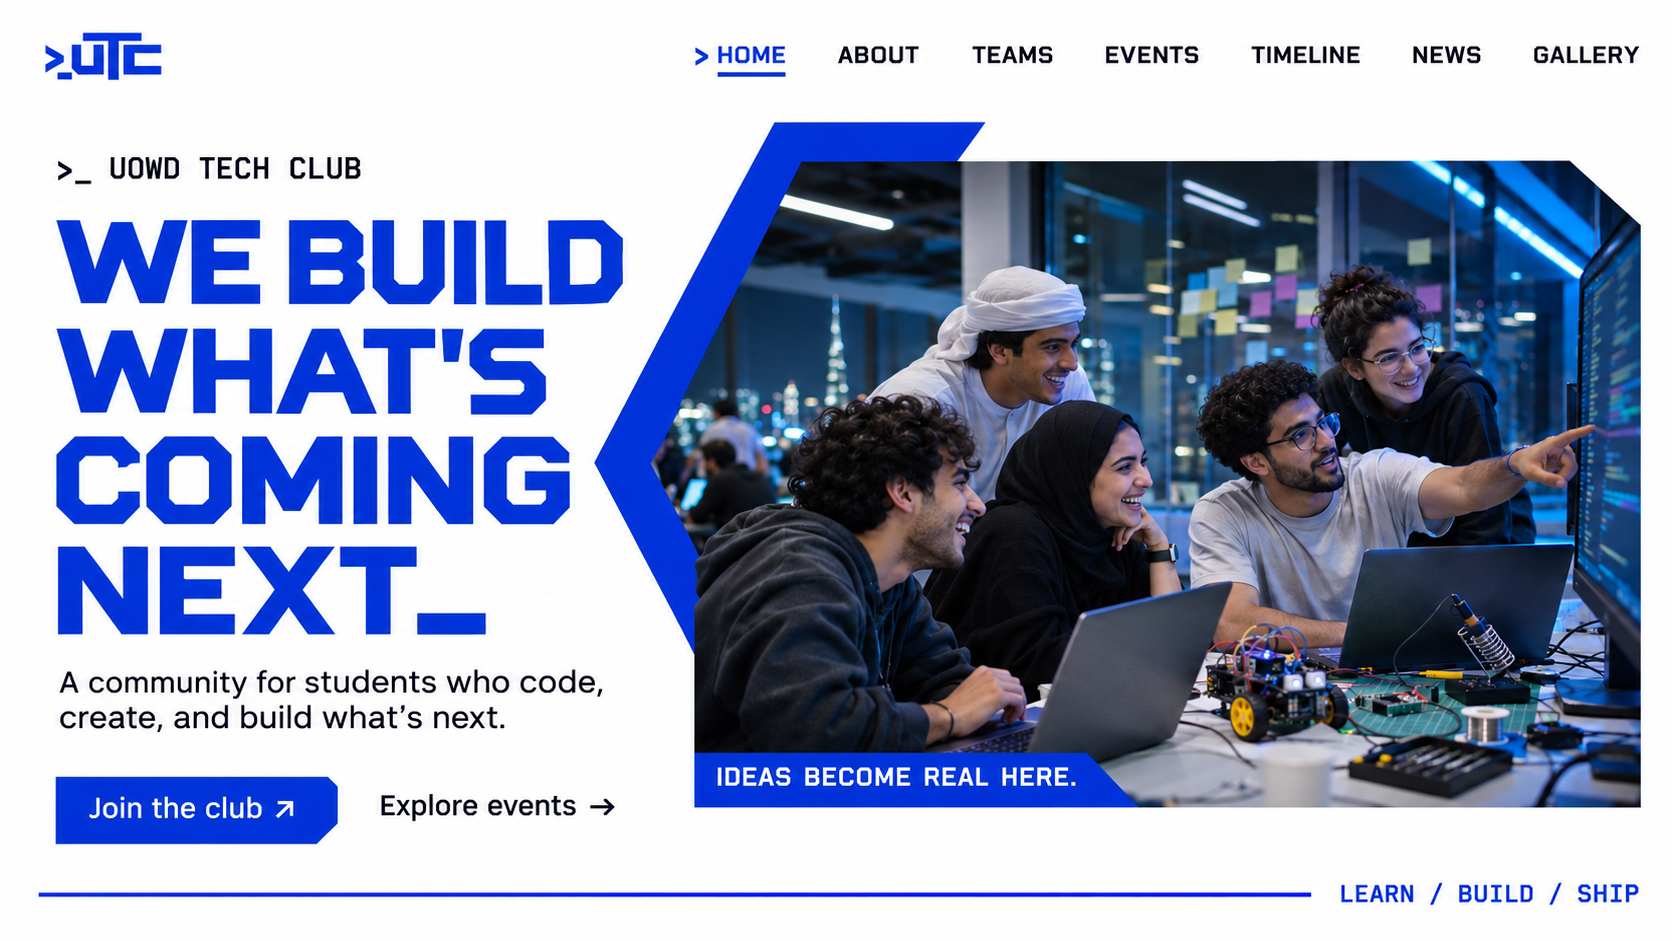 >_UTC
> HOME ABOUT TEAMS EVENTS TIMELINE NEWS GALLERY
>_ UOWD TECH CLUB
WE BUILD
WHAT'S
COMING
NEXT_
A community for students who code,
create, and build what’s next.
Join the club ↗
Explore events →
IDEAS BECOME REAL HERE.
LEARN / BUILD / SHIP